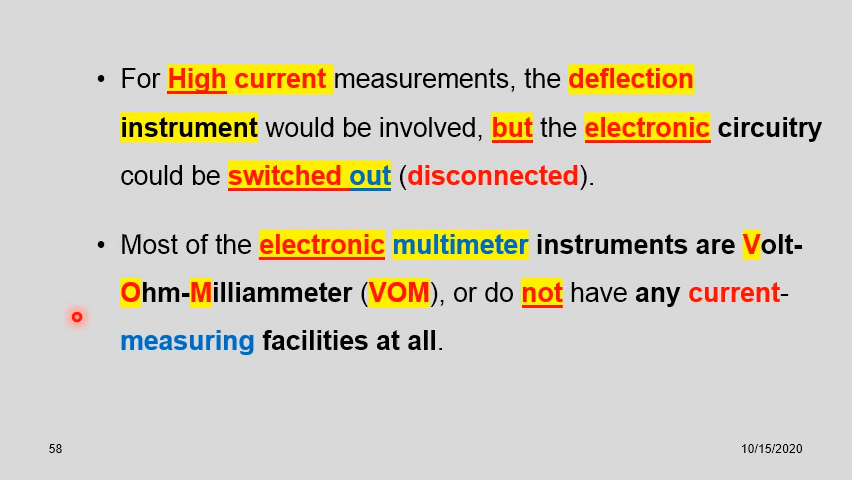 • For High current measurements, the deflection
instrument would be involved, but the electronic circuitry
could be switched out (disconnected).
• Most of the electronic multimeter instruments are Volt-
Ohm-Milliammeter (VOM), or do not have any current-
measuring facilities at all.
58
10/15/2020